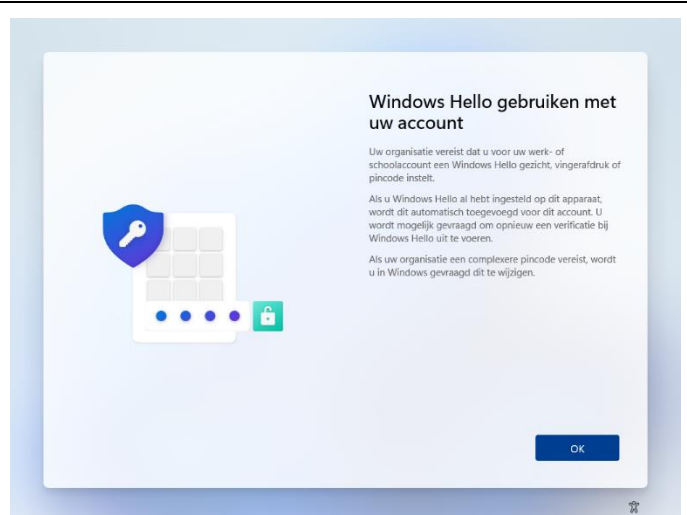 Windows Hello gebruiken met
uw account
Uw organisatie vereist dat u voor uw werk- of
schoolaccount een Windows Hello gezicht, vingerafdruk of
pincode instelt.
Als u Windows Hello al hebt ingesteld op dit apparaat,
wordt dit automatisch toegevoegd voor dit account. U
wordt mogelijk gevraagd om opnieuw een verificatie bij
Windows Hello uit te voeren.
Als uw organisatie een complexere pincode vereist, wordt
u in Windows gevraagd dit te wijzigen.
OK